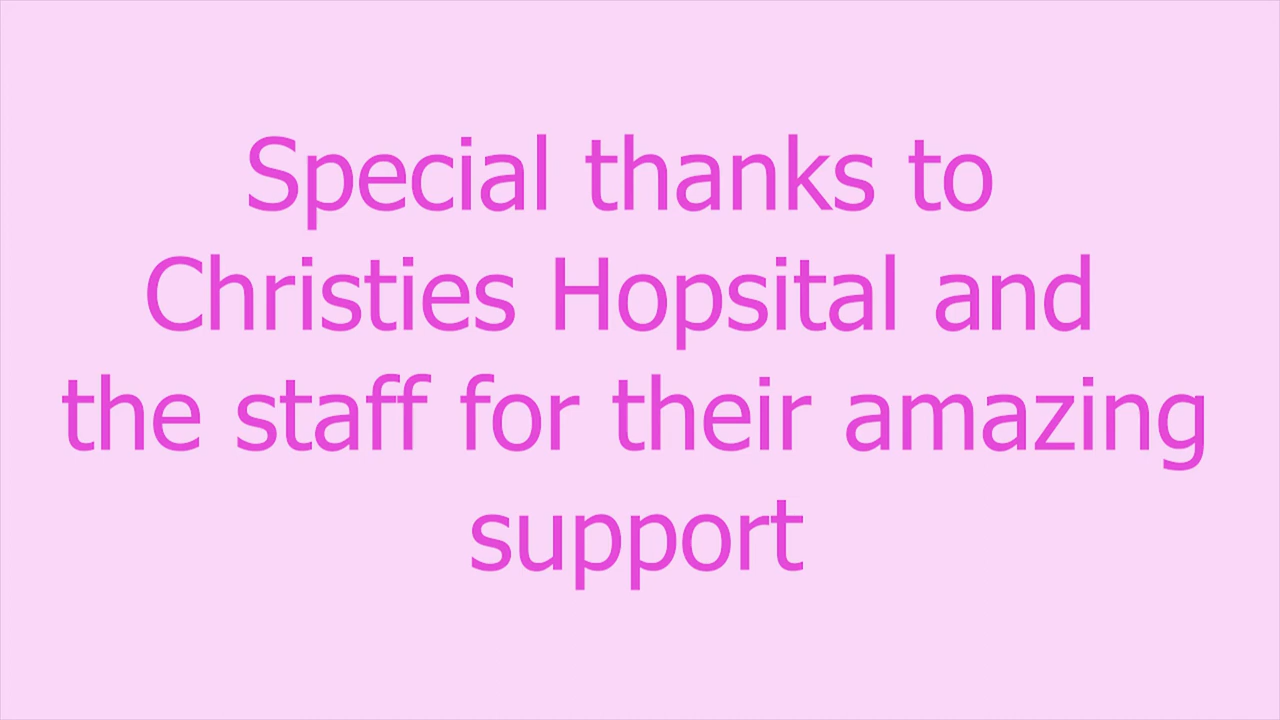 Special thanks to
Christies Hopsital and
the staff for their amazing
support